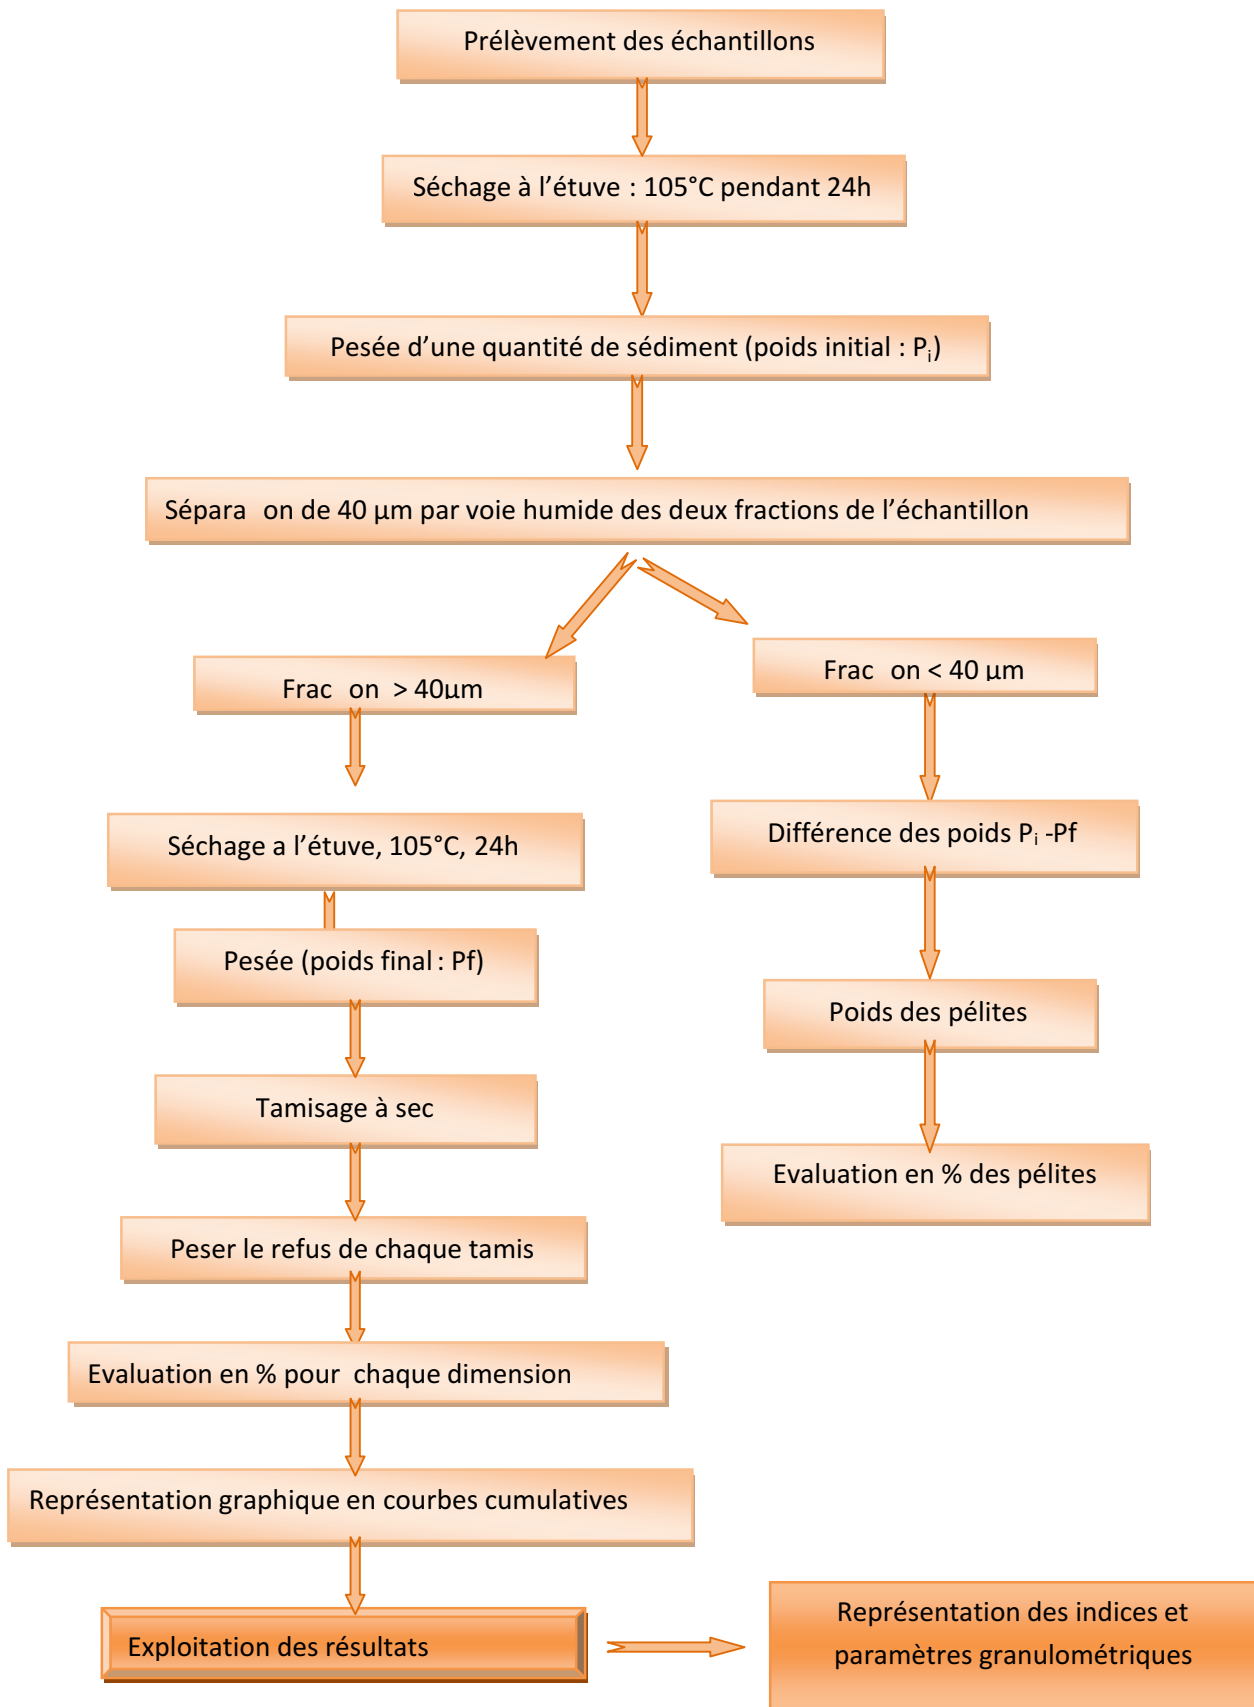 Prélèvement des échantillons
Séchage à l'étuve : 105°C pendant 24h
Pesée d'une quantité de sédiment (poids initial : Pi)
Sépara on de 40 µm par voie humide des deux fractions de l'échantillon
Frac on > 40µm
Frac on < 40 µm
Séchage a l'étuve, 105°C, 24h
Différence des poids Pi -Pf
Pesée (poids final : Pf)
Poids des pélites
Tamisage à sec
Evaluation en % des pélites
Peser le refus de chaque tamis
Evaluation en % pour chaque dimension
Représentation graphique en courbes cumulatives
Exploitation des résultats
Représentation des indices et
paramètres granulométriques